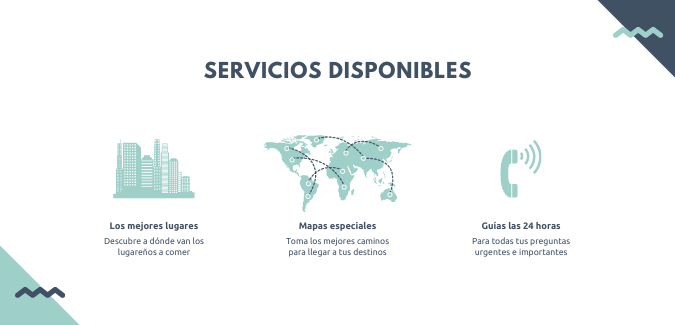 SERVICIOS DISPONIBLES
Los mejores lugares
Descubre a dónde van los
lugareños a comer
Mapas especiales
Toma los mejores caminos
para llegar a tus destinos
Guías las 24 horas
Para todas tus preguntas
urgentes e importantes